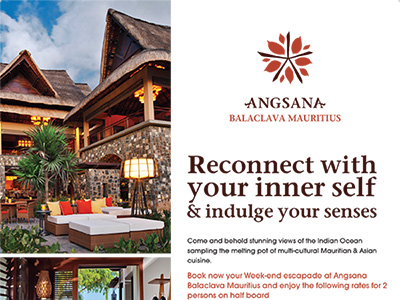 ANGSANA
BALACLAVA MAURITIUS
Reconnect with
your inner self
& indulge your senses
Come and behold stunning views of the Indian Ocean
sampling the melting pot of multi-cultural Mauritian & Asian
cuisine.
Book now your Week-end escapade at Angsana
Balaclava Mauritius and enjoy the following rates for 2
persons on half board